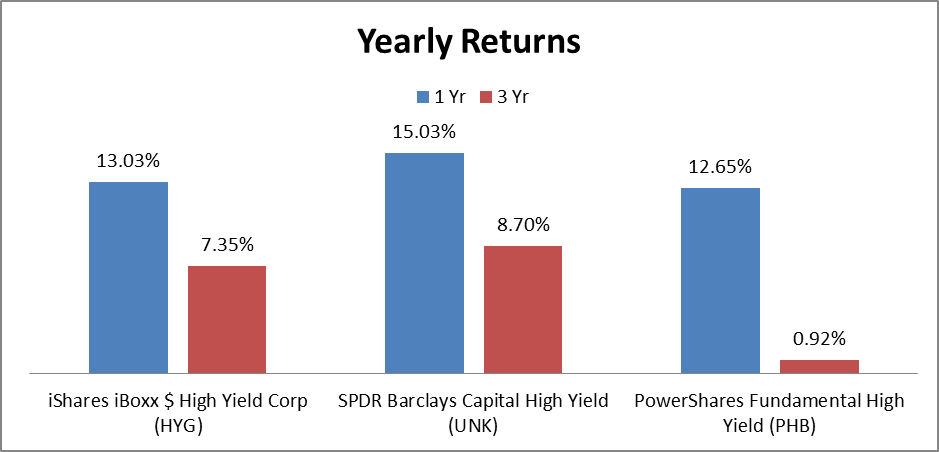 Yearly Returns
1 Yr 3 Yr
13.03%
7.35%
15.03%
8.70%
12.65%
0.92%
iShares iBoxx $ High Yield Corp
(HYG)
SPDR Barclays Capital High Yield
(UNK)
PowerShares Fundamental High
Yield (PHB)